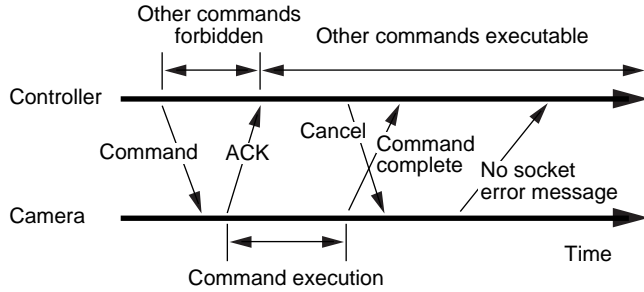 Other commands
forbidden
Other commands executable
Controller
Command
ACK
Cancel
Command
complete
No socket
error message
Camera
Time
Command execution